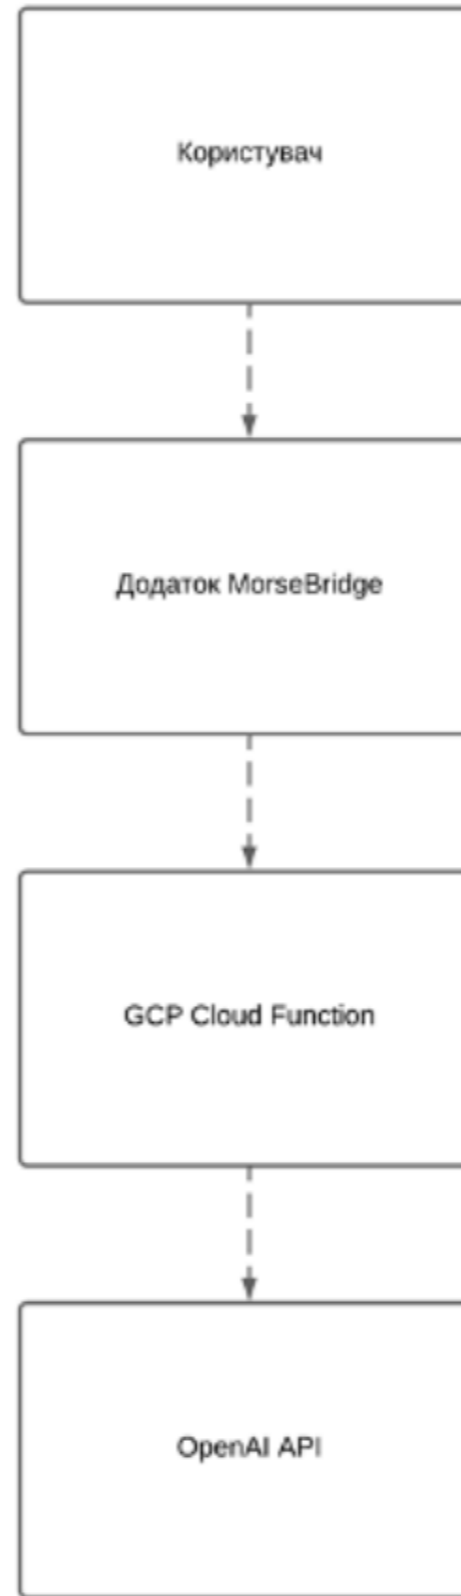 Користувач
Додаток MorseBridge
GCP Cloud Function
OpenAI API